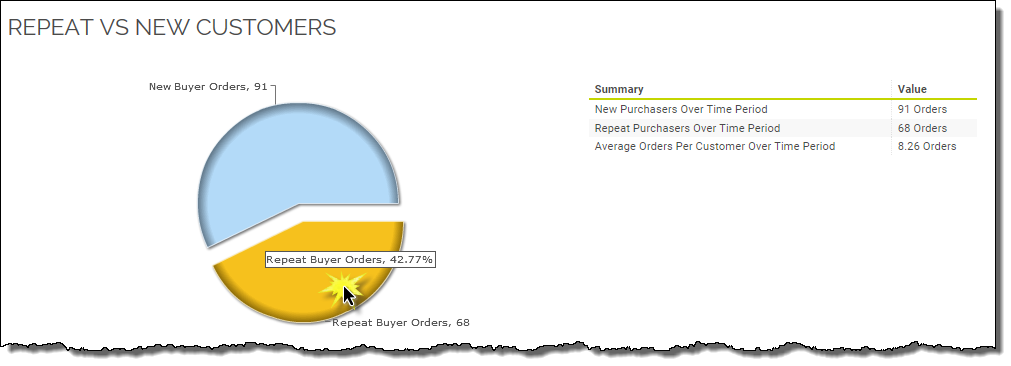 REPEAT VS NEW CUSTOMERS
New Buyer Orders, 91
Repeat Buyer Orders, 42.77%
Repeat Buyer Orders, 68
Summary Value
New Purchasers Over Time Period 91 Orders
Repeat Purchasers Over Time Period 68 Orders
Average Orders Per Customer Over Time Period 8.26 Orders